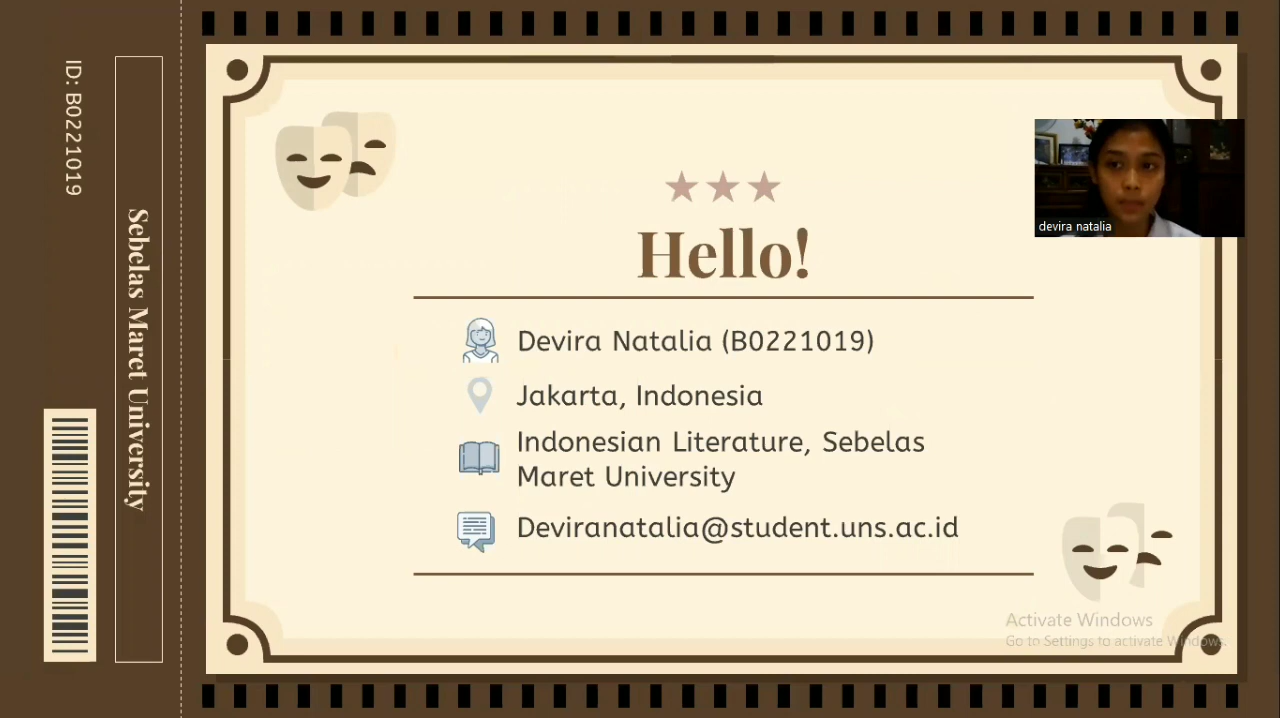 ID: B0221019
Sebelas Maret University
Hello!
Devira Natalia (B0221019)
Jakarta, Indonesia
Indonesian Literature, Sebelas
Maret University
Deviranatalia@student.uns.ac.id
devira natalia
Activate Windows
Go to Settings to activate Windows.